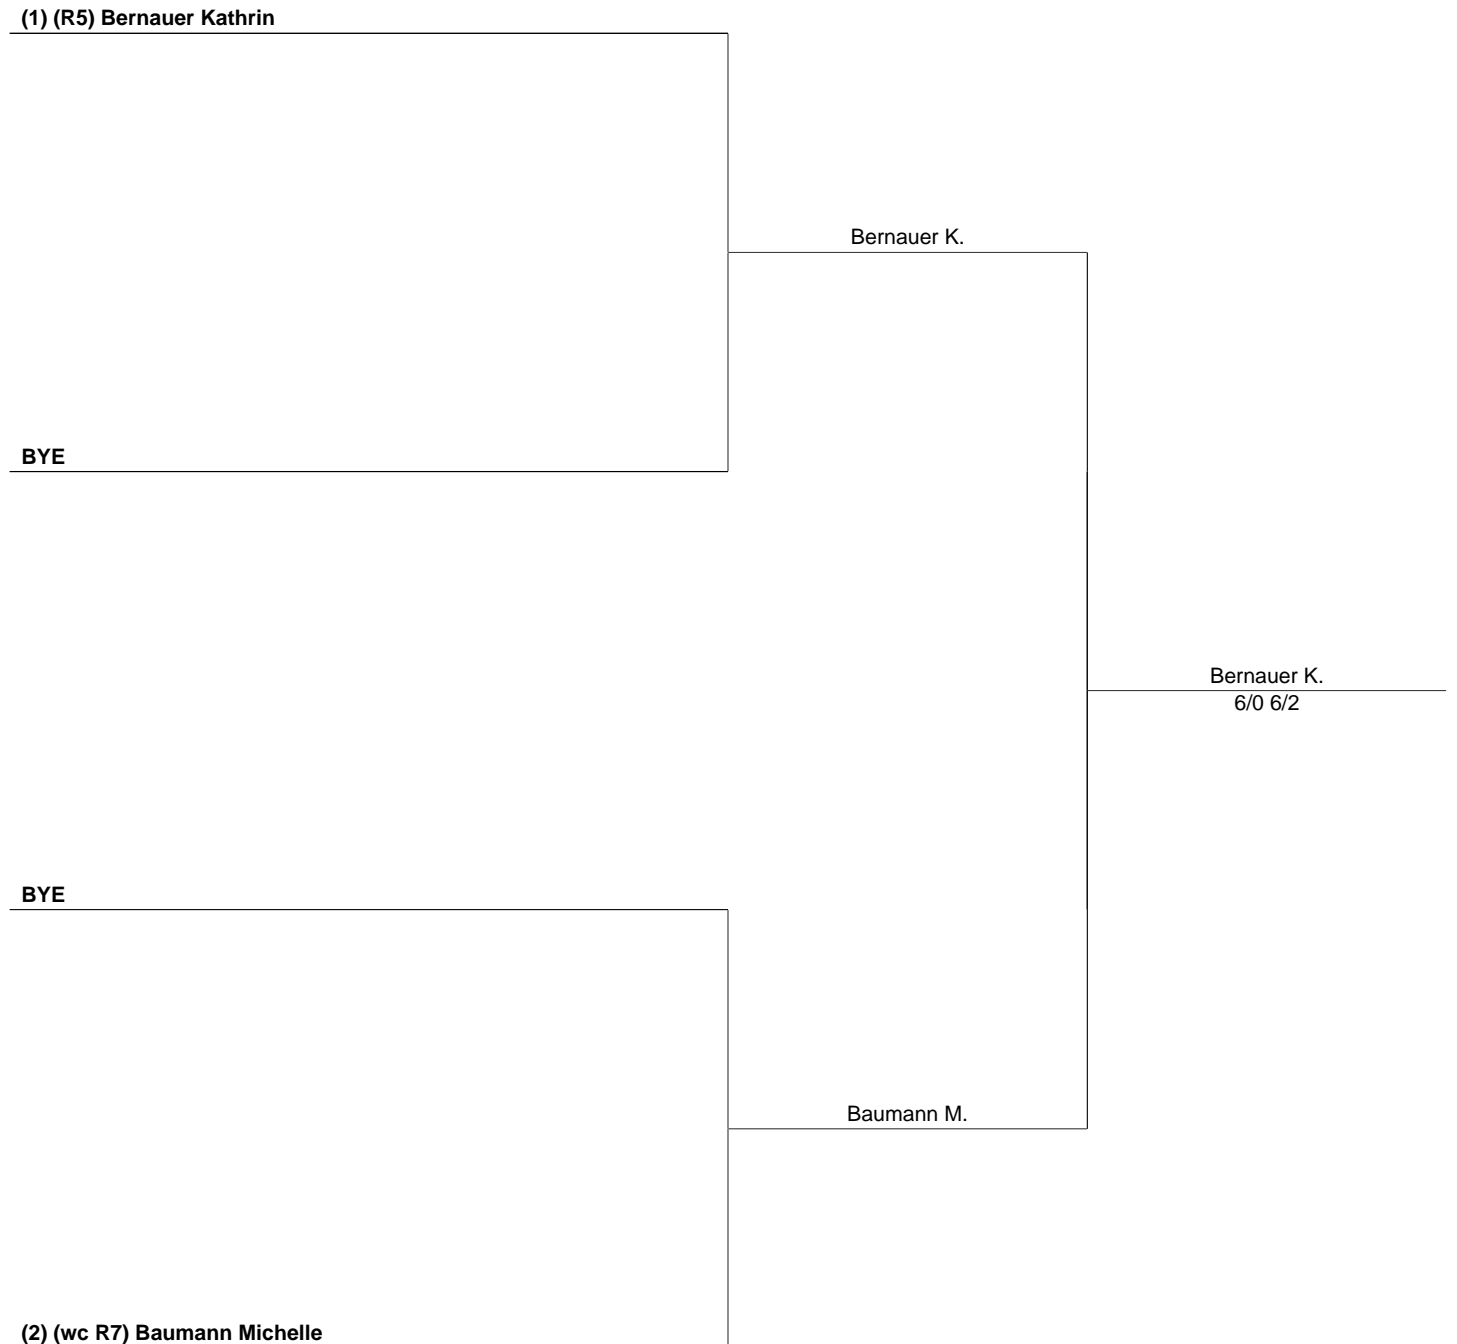 (1) (R5) Bernauer Kathrin
Bernauer K.
BYE
Bernauer K.
6/0 6/2
BYE
Baumann M.
(2) (wc R7) Baumann Michelle